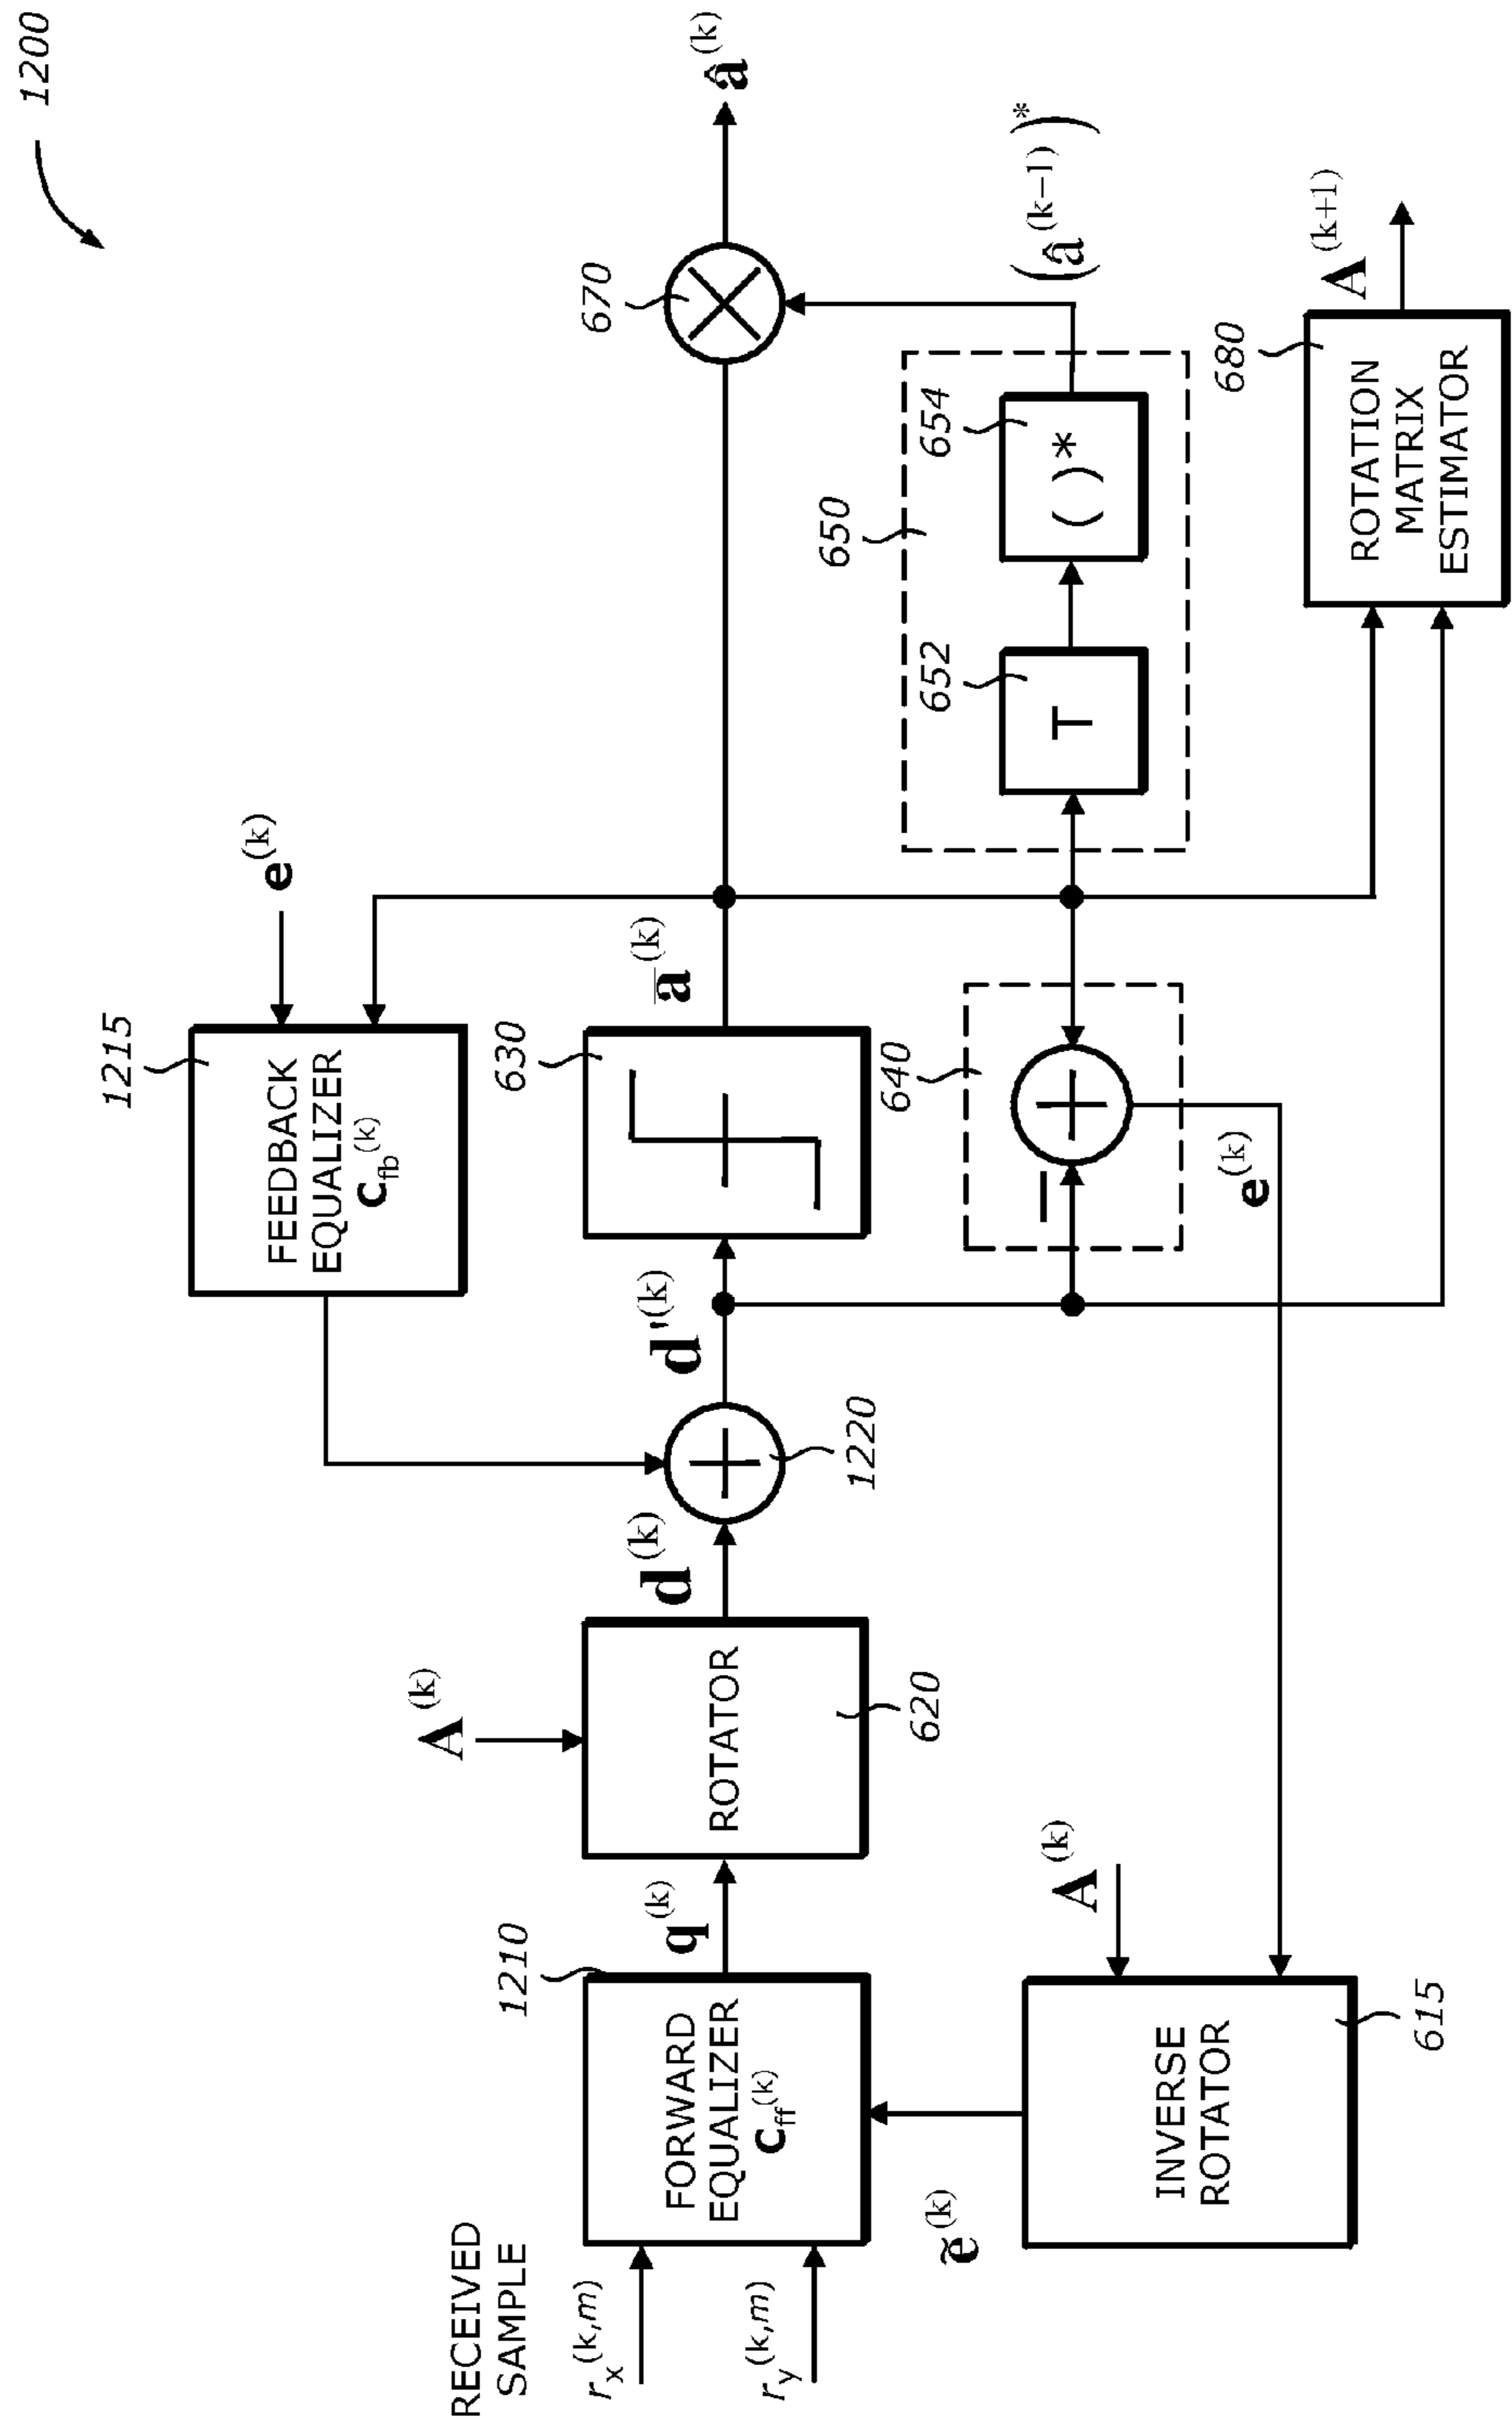 1200
RECEIVED
SAMPLE
r_x^(k,m)
r_y^(k,m)
1210
FORWARD
EQUALIZER
C_ff^(k)
q^(k)
A^(k)
ROTATOR
620
d^(k)
1220
d'^(k)
1215
FEEDBACK
EQUALIZER
C_fb^(k)
e^(k)
630
a̅^(k)
670
â^(k)
640
+
−
e^(k)
650
652
T
654
( )*
(â^(k−1))*
680
ROTATION
MATRIX
ESTIMATOR
A^(k+1)
ẽ^(k)
INVERSE
ROTATOR
615
A^(k)